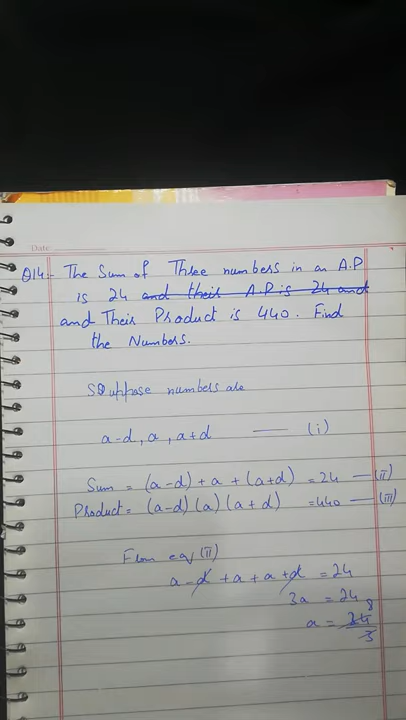 Date
Q14:- The Sum of Three numbers in an A.P
is 24 and their A.P is 24 and
and Their Product is 440. Find
the Numbers.
Suppose numbers are
a-d, a, a+d —— (i)
Sum = (a-d) + a + (a+d) = 24 — (ii)
Product = (a-d) (a) (a+d) = 440 — (iii)
From eq (ii)
a - d + a + a + d = 24
3a = 24
a = 24/3 8